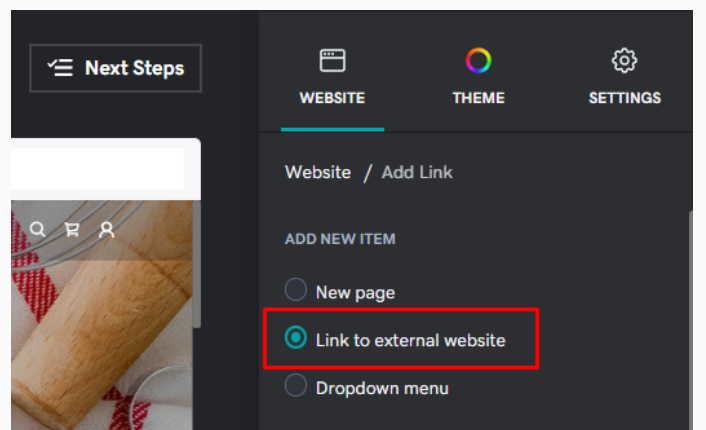 Next Steps
WEBSITE
THEME
SETTINGS
Website / Add Link
ADD NEW ITEM
New page
Link to external website
Dropdown menu